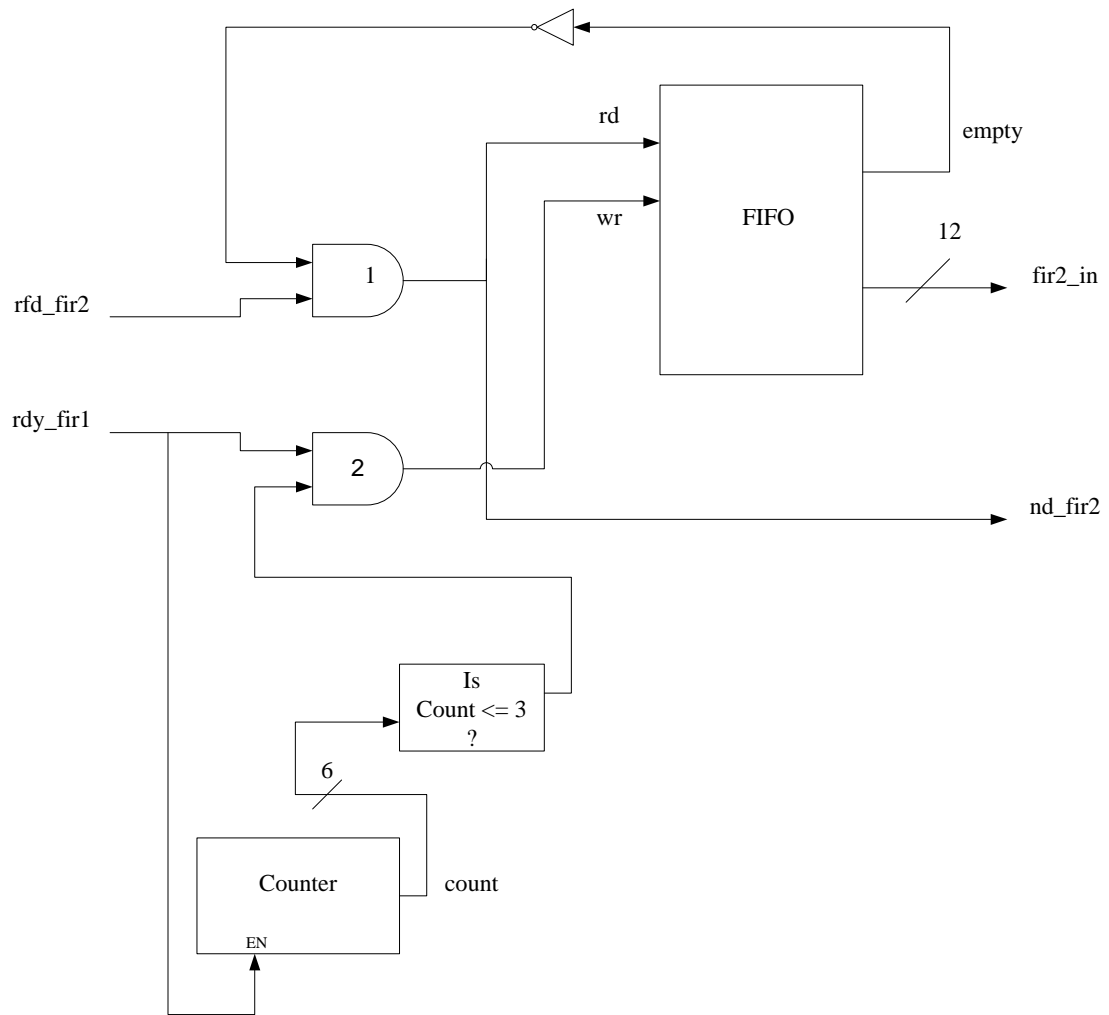 rd
empty
wr
FIFO
12
1
fir2_in
rfd_fir2
rdy_fir1
2
nd_fir2
Is
Count <= 3
?
6
Counter
count
EN